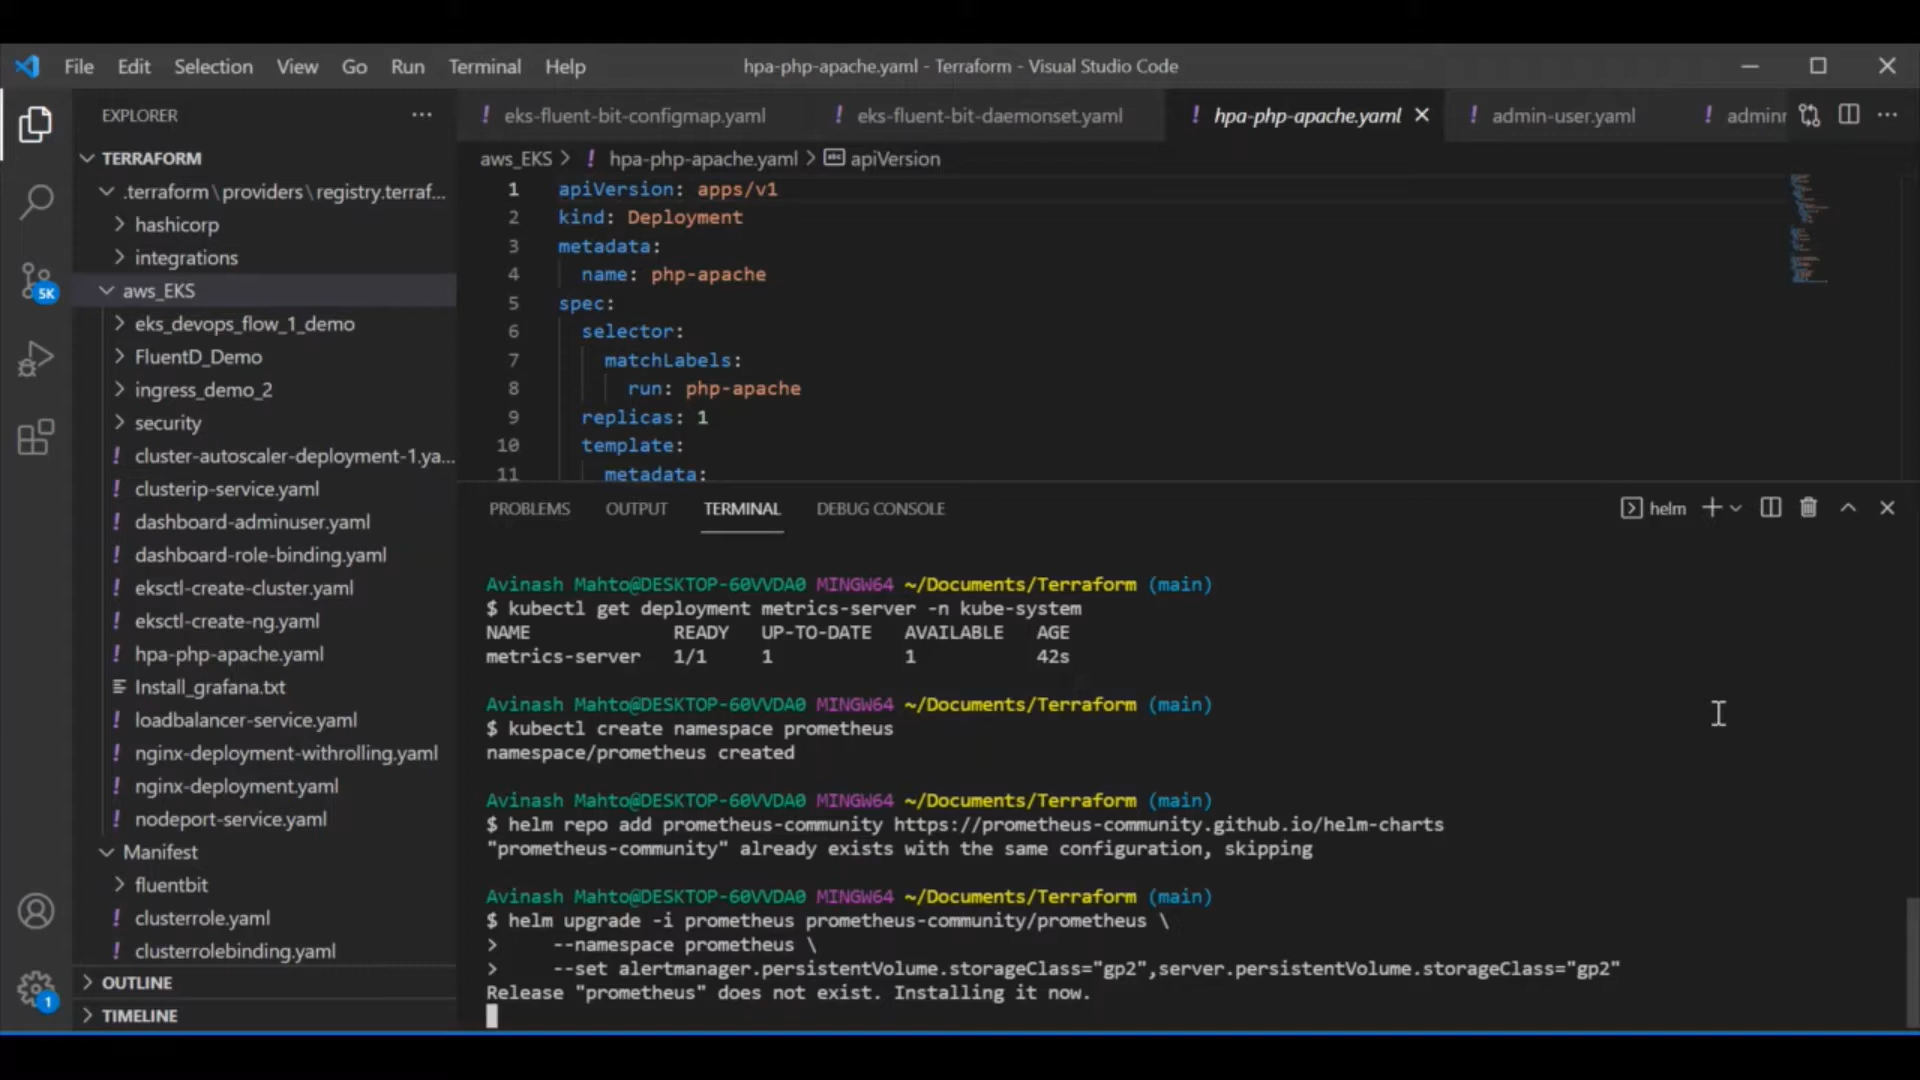 File Edit Selection View Go Run Terminal Help
hpa-php-apache.yaml - Terraform - Visual Studio Code
EXPLORER
TERRAFORM
.terraform\providers\registry.terraf...
hashicorp
integrations
aws_EKS
eks_devops_flow_1_demo
FluentD_Demo
ingress_demo_2
security
! cluster-autoscaler-deployment-1.ya...
! clusterip-service.yaml
! dashboard-adminuser.yaml
! dashboard-role-binding.yaml
! eksctl-create-cluster.yaml
! eksctl-create-ng.yaml
! hpa-php-apache.yaml
Install_grafana.txt
! loadbalancer-service.yaml
! nginx-deployment-withrolling.yaml
! nginx-deployment.yaml
! nodeport-service.yaml
Manifest
fluentbit
! clusterrole.yaml
! clusterrolebinding.yaml
OUTLINE
TIMELINE
5K
1
! eks-fluent-bit-configmap.yaml ! eks-fluent-bit-daemonset.yaml ! hpa-php-apache.yaml ! admin-user.yaml ! adminr
aws_EKS > ! hpa-php-apache.yaml > abc apiVersion
1 apiVersion: apps/v1
2 kind: Deployment
3 metadata:
4 name: php-apache
5 spec:
6 selector:
7 matchLabels:
8 run: php-apache
9 replicas: 1
10 template:
11 metadata:
PROBLEMS OUTPUT TERMINAL DEBUG CONSOLE
helm
Avinash Mahto@DESKTOP-60VVDA0 MINGW64 ~/Documents/Terraform (main)
$ kubectl get deployment metrics-server -n kube-system
NAME READY UP-TO-DATE AVAILABLE AGE
metrics-server 1/1 1 1 42s
Avinash Mahto@DESKTOP-60VVDA0 MINGW64 ~/Documents/Terraform (main)
$ kubectl create namespace prometheus
namespace/prometheus created
Avinash Mahto@DESKTOP-60VVDA0 MINGW64 ~/Documents/Terraform (main)
$ helm repo add prometheus-community https://prometheus-community.github.io/helm-charts
"prometheus-community" already exists with the same configuration, skipping
Avinash Mahto@DESKTOP-60VVDA0 MINGW64 ~/Documents/Terraform (main)
$ helm upgrade -i prometheus prometheus-community/prometheus \
> --namespace prometheus \
> --set alertmanager.persistentVolume.storageClass="gp2",server.persistentVolume.storageClass="gp2"
Release "prometheus" does not exist. Installing it now.